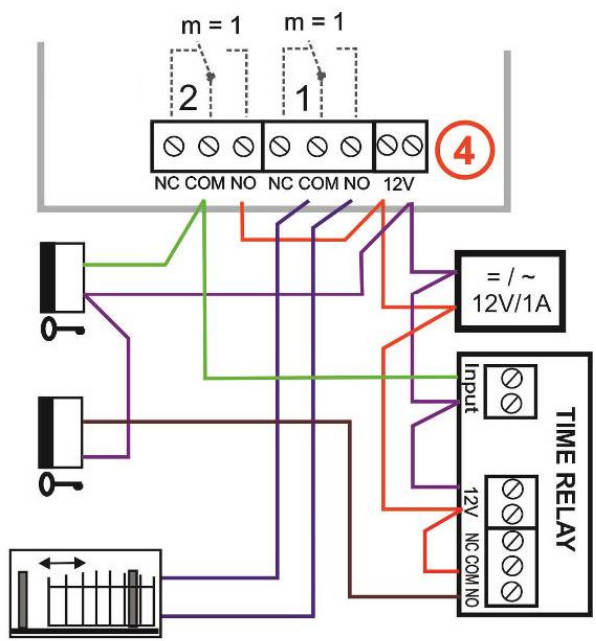 m = 1
m = 1
2
1
4
NC COM NO
NC COM NO
12V
= / ~
12V/1A
Input
TIME RELAY
12V
NC COM NO